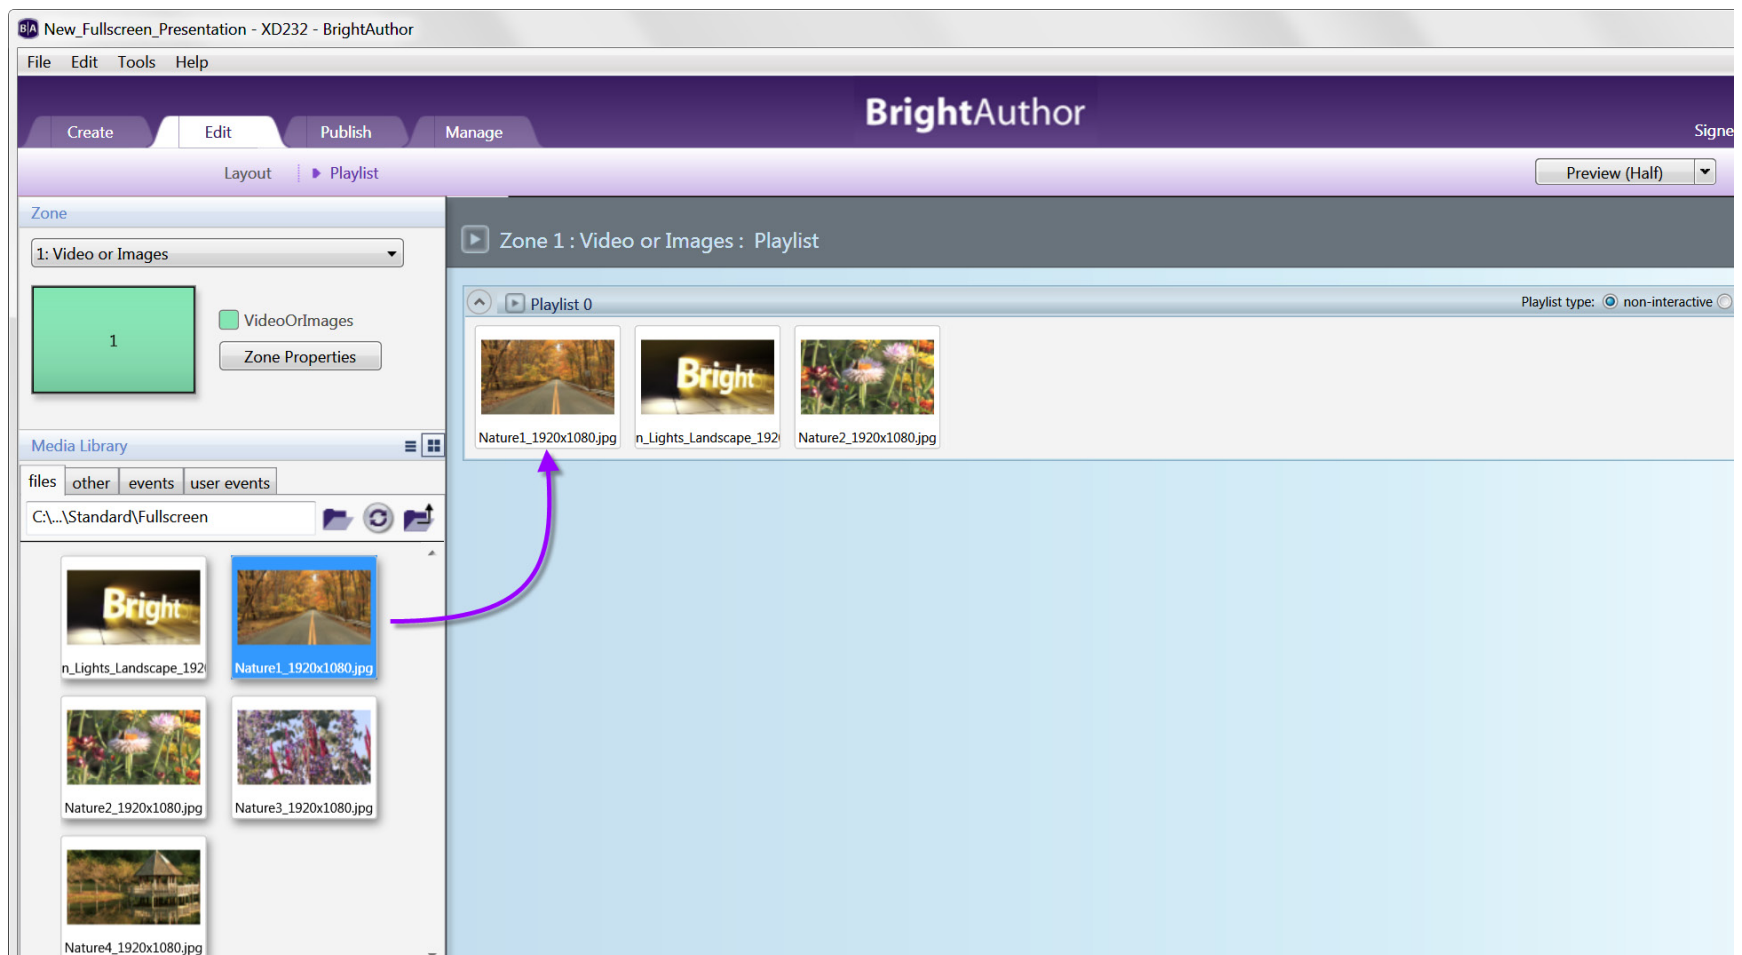 B|A New_Fullscreen_Presentation - XD232 - BrightAuthor
File Edit Tools Help
BrightAuthor
Create Edit Publish Manage
Signe
Layout Playlist
Preview (Half)
Zone
Zone 1 : Video or Images : Playlist
1: Video or Images
Playlist 0
Playlist type: non-interactive
1
VideoOrImages
Zone Properties
Bright
Nature1_1920x1080.jpg n_Lights_Landscape_192 Nature2_1920x1080.jpg
Media Library
files other events user events
C:\...\Standard\Fullscreen
Bright
n_Lights_Landscape_192 Nature1_1920x1080.jpg
Nature2_1920x1080.jpg Nature3_1920x1080.jpg
Nature4_1920x1080.jpg